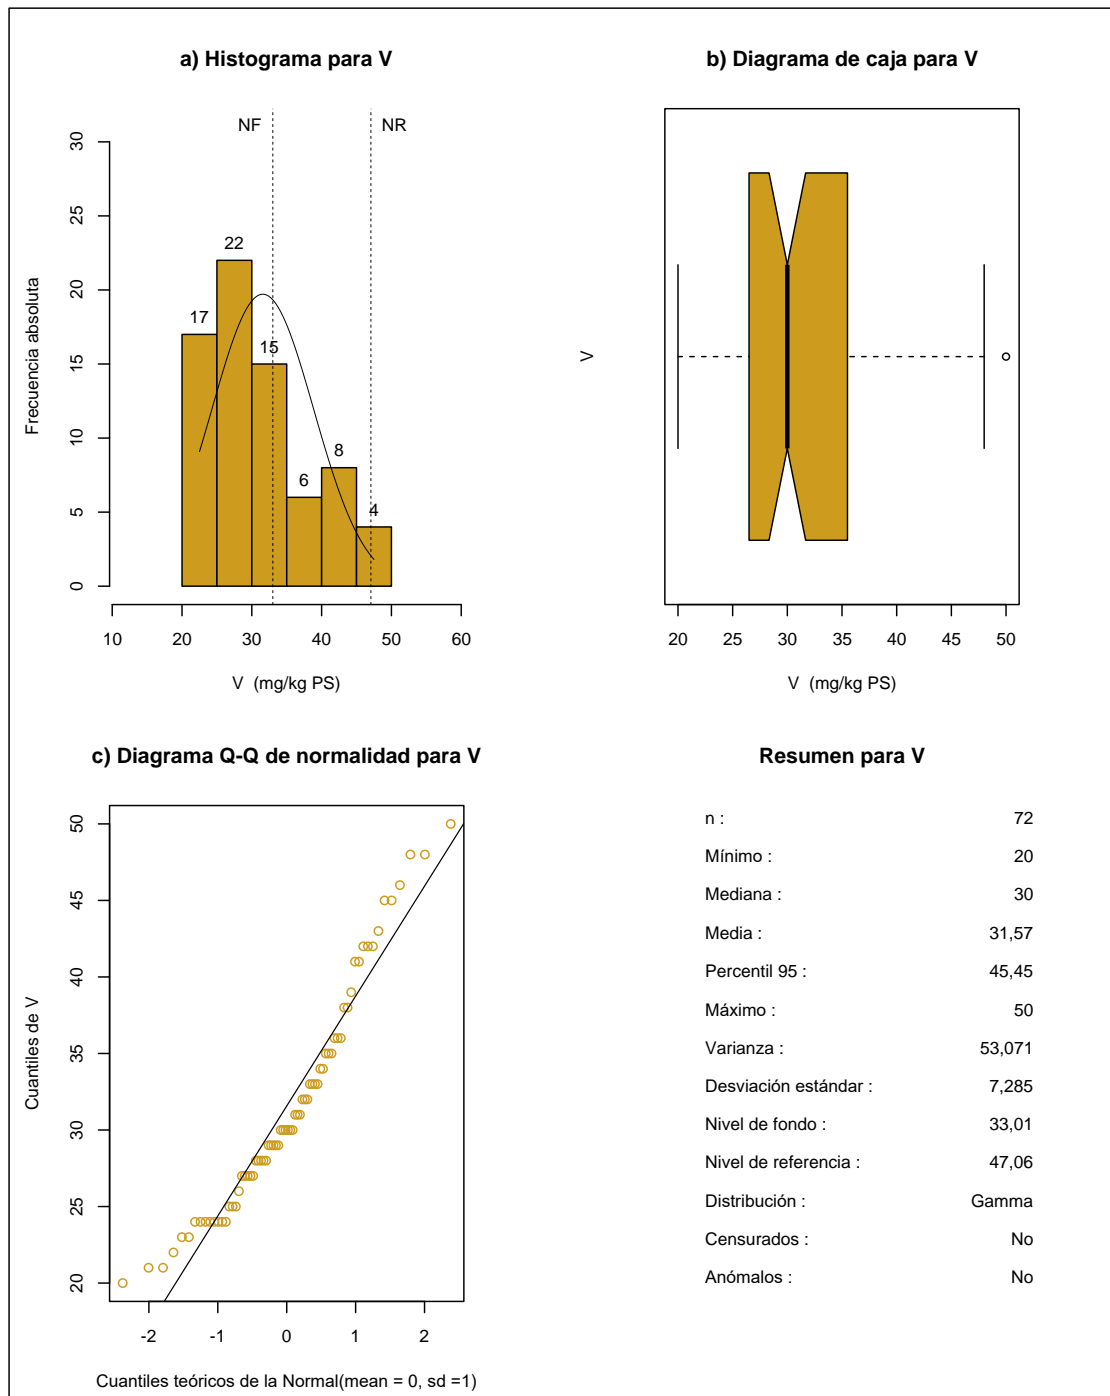 a) Histograma para V
NF
NR
30
25
20
15
10
5
0
17
22
15
6
8
4
Frecuencia absoluta
10 20 30 40 50 60
V (mg/kg PS)
b) Diagrama de caja para V
V
20 25 30 35 40 45 50
V (mg/kg PS)
c) Diagrama Q-Q de normalidad para V
50
45
40
35
30
25
20
Cuantiles de V
-2 -1 0 1 2
Cuantiles teóricos de la Normal(mean = 0, sd =1)
Resumen para V
n : 72
Mínimo : 20
Mediana : 30
Media : 31,57
Percentil 95 : 45,45
Máximo : 50
Varianza : 53,071
Desviación estándar : 7,285
Nivel de fondo : 33,01
Nivel de referencia : 47,06
Distribución : Gamma
Censurados : No
Anómalos : No